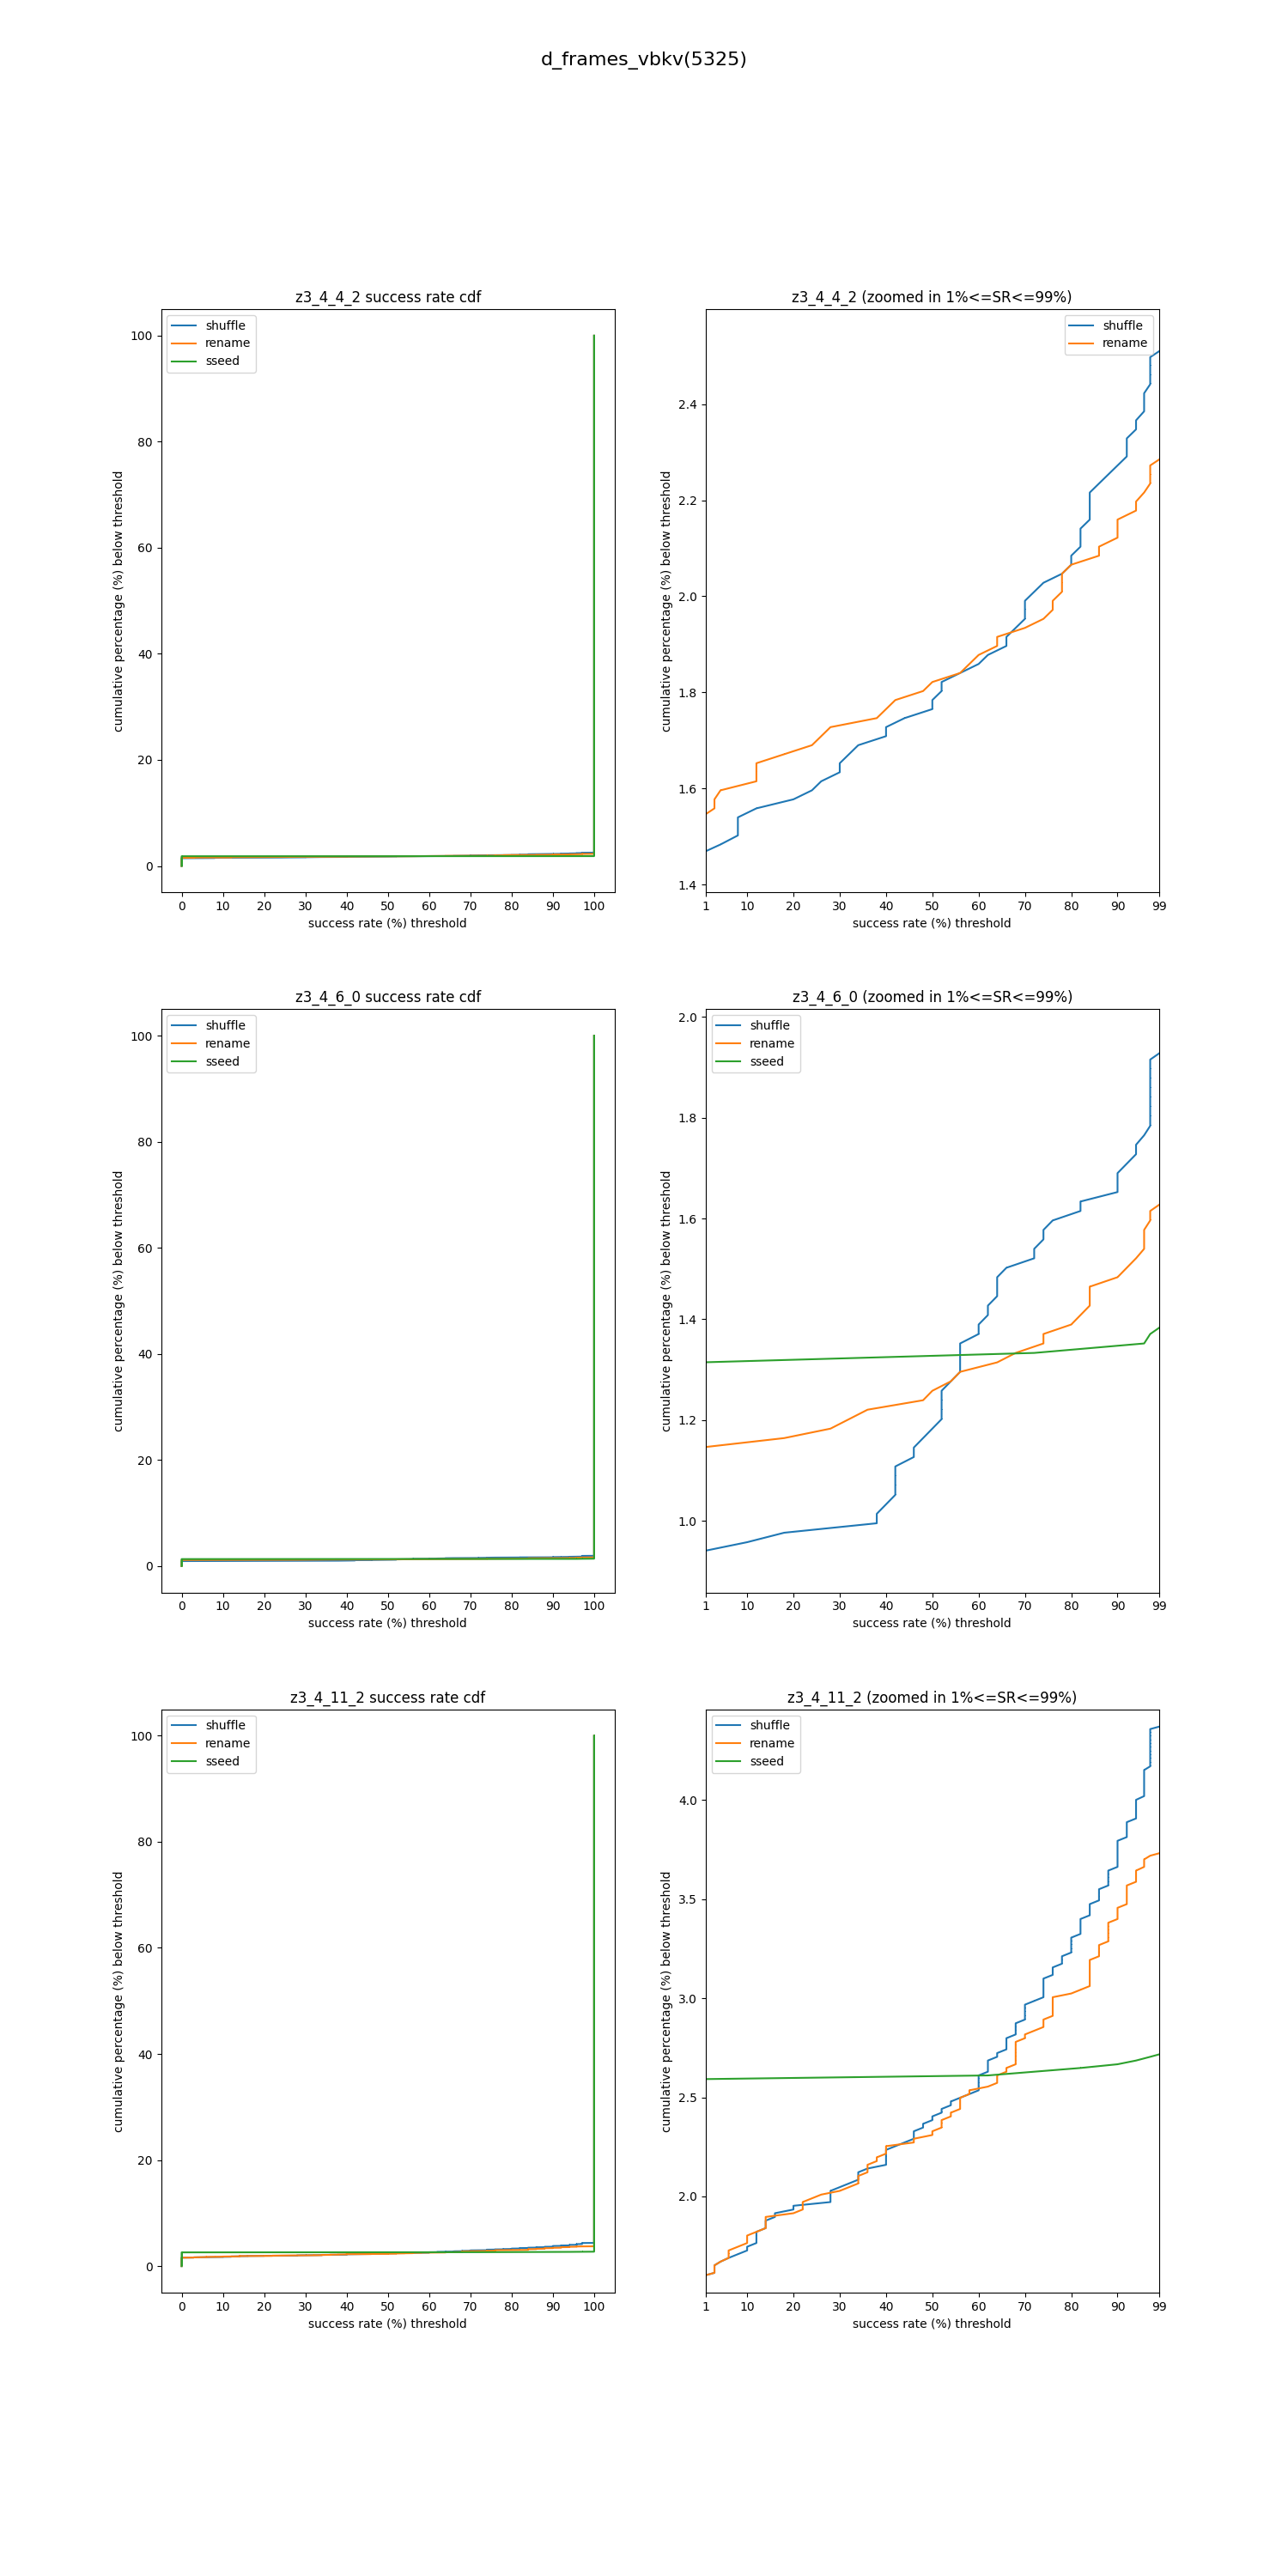 d_frames_vbkv(5325)
z3_4_4_2 success rate cdf
shuffle
rename
sseed
100
80
60
40
20
0
cumulative percentage (%) below threshold
0 10 20 30 40 50 60 70 80 90 100
success rate (%) threshold
z3_4_4_2 (zoomed in 1%<=SR<=99%)
shuffle
rename
2.4
2.2
2.0
1.8
1.6
1.4
cumulative percentage (%) below threshold
1 10 20 30 40 50 60 70 80 90 99
success rate (%) threshold
z3_4_6_0 success rate cdf
shuffle
rename
sseed
100
80
60
40
20
0
cumulative percentage (%) below threshold
0 10 20 30 40 50 60 70 80 90 100
success rate (%) threshold
z3_4_6_0 (zoomed in 1%<=SR<=99%)
shuffle
rename
sseed
2.0
1.8
1.6
1.4
1.2
1.0
cumulative percentage (%) below threshold
1 10 20 30 40 50 60 70 80 90 99
success rate (%) threshold
z3_4_11_2 success rate cdf
shuffle
rename
sseed
100
80
60
40
20
0
cumulative percentage (%) below threshold
0 10 20 30 40 50 60 70 80 90 100
success rate (%) threshold
z3_4_11_2 (zoomed in 1%<=SR<=99%)
shuffle
rename
sseed
4.0
3.5
3.0
2.5
2.0
cumulative percentage (%) below threshold
1 10 20 30 40 50 60 70 80 90 99
success rate (%) threshold